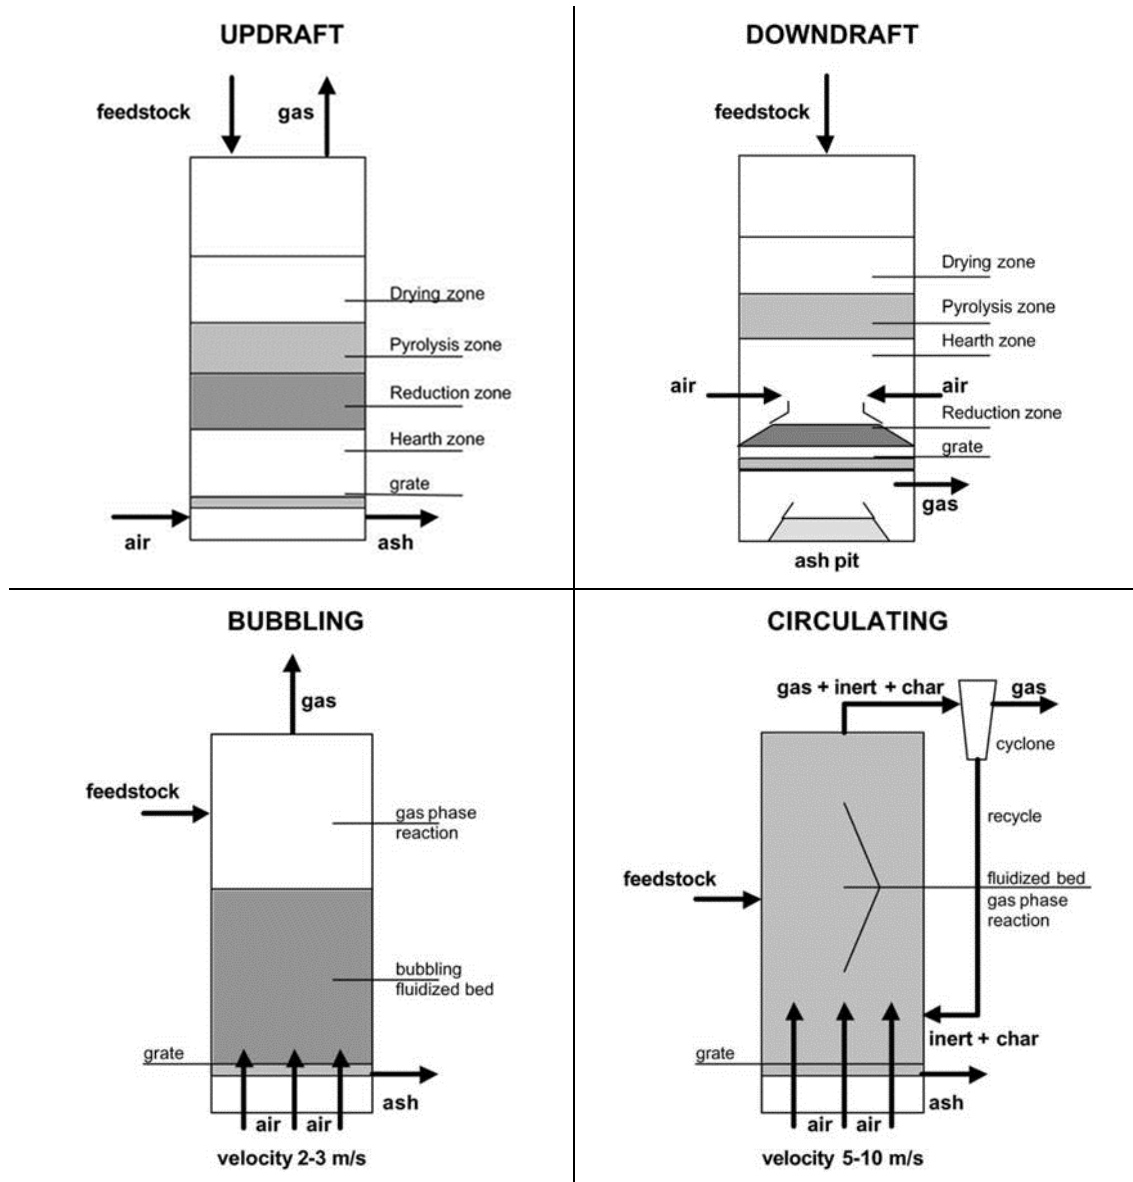 UPDRAFT
feedstock
gas
Drying zone
Pyrolysis zone
Reduction zone
Hearth zone
grate
air
ash
DOWNDRAFT
feedstock
Drying zone
Pyrolysis zone
Hearth zone
air
air
Reduction zone
grate
gas
ash pit
BUBBLING
gas
feedstock
gas phase
reaction
bubbling
fluidized bed
grate
ash
air air
velocity 2-3 m/s
CIRCULATING
gas + inert + char
gas
cyclone
recycle
feedstock
fluidized bed
gas phase
reaction
inert + char
grate
ash
air air
velocity 5-10 m/s